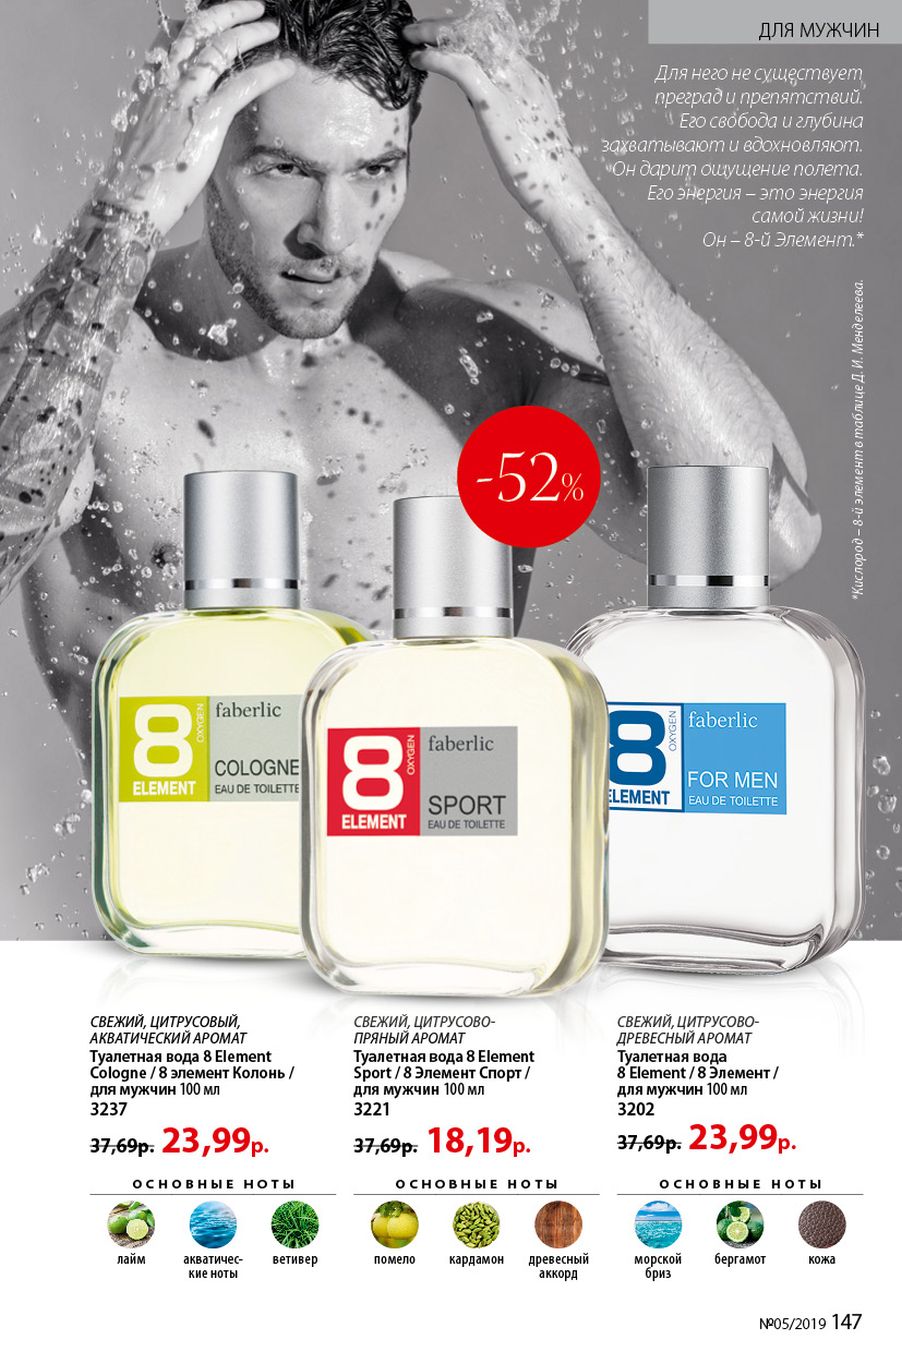 ДЛЯ МУЖЧИН
Для него не существует
преград и препятствий.
Его свобода и глубина
захватывают и вдохновляют.
Он дарит ощущение полета.
Его энергия – это энергия
самой жизни!
Он – 8-й Элемент.*
*Кислород – 8-й элемент в таблице Д. И. Менделеева.
-52%
8
OXYGEN
ELEMENT
faberlic
COLOGNE
EAU DE TOILETTE
8
OXYGEN
ELEMENT
faberlic
SPORT
EAU DE TOILETTE
8
OXYGEN
ELEMENT
faberlic
FOR MEN
EAU DE TOILETTE
СВЕЖИЙ, ЦИТРУСОВЫЙ,
АКВАТИЧЕСКИЙ АРОМАТ
Туалетная вода 8 Element
Cologne / 8 элемент Колонь /
для мужчин 100 мл
3237
37,69р. 23,99р.
ОСНОВНЫЕ НОТЫ
лайм
акватичес-
кие ноты
ветивер
СВЕЖИЙ, ЦИТРУСОВО-
ПРЯНЫЙ АРОМАТ
Туалетная вода 8 Element
Sport / 8 Элемент Спорт /
для мужчин 100 мл
3221
37,69р. 18,19р.
ОСНОВНЫЕ НОТЫ
помело
кардамон
древесный
аккорд
СВЕЖИЙ, ЦИТРУСОВО-
ДРЕВЕСНЫЙ АРОМАТ
Туалетная вода
8 Element / 8 Элемент /
для мужчин 100 мл
3202
37,69р. 23,99р.
ОСНОВНЫЕ НОТЫ
морской
бриз
бергамот
кожа
№05/2019 147